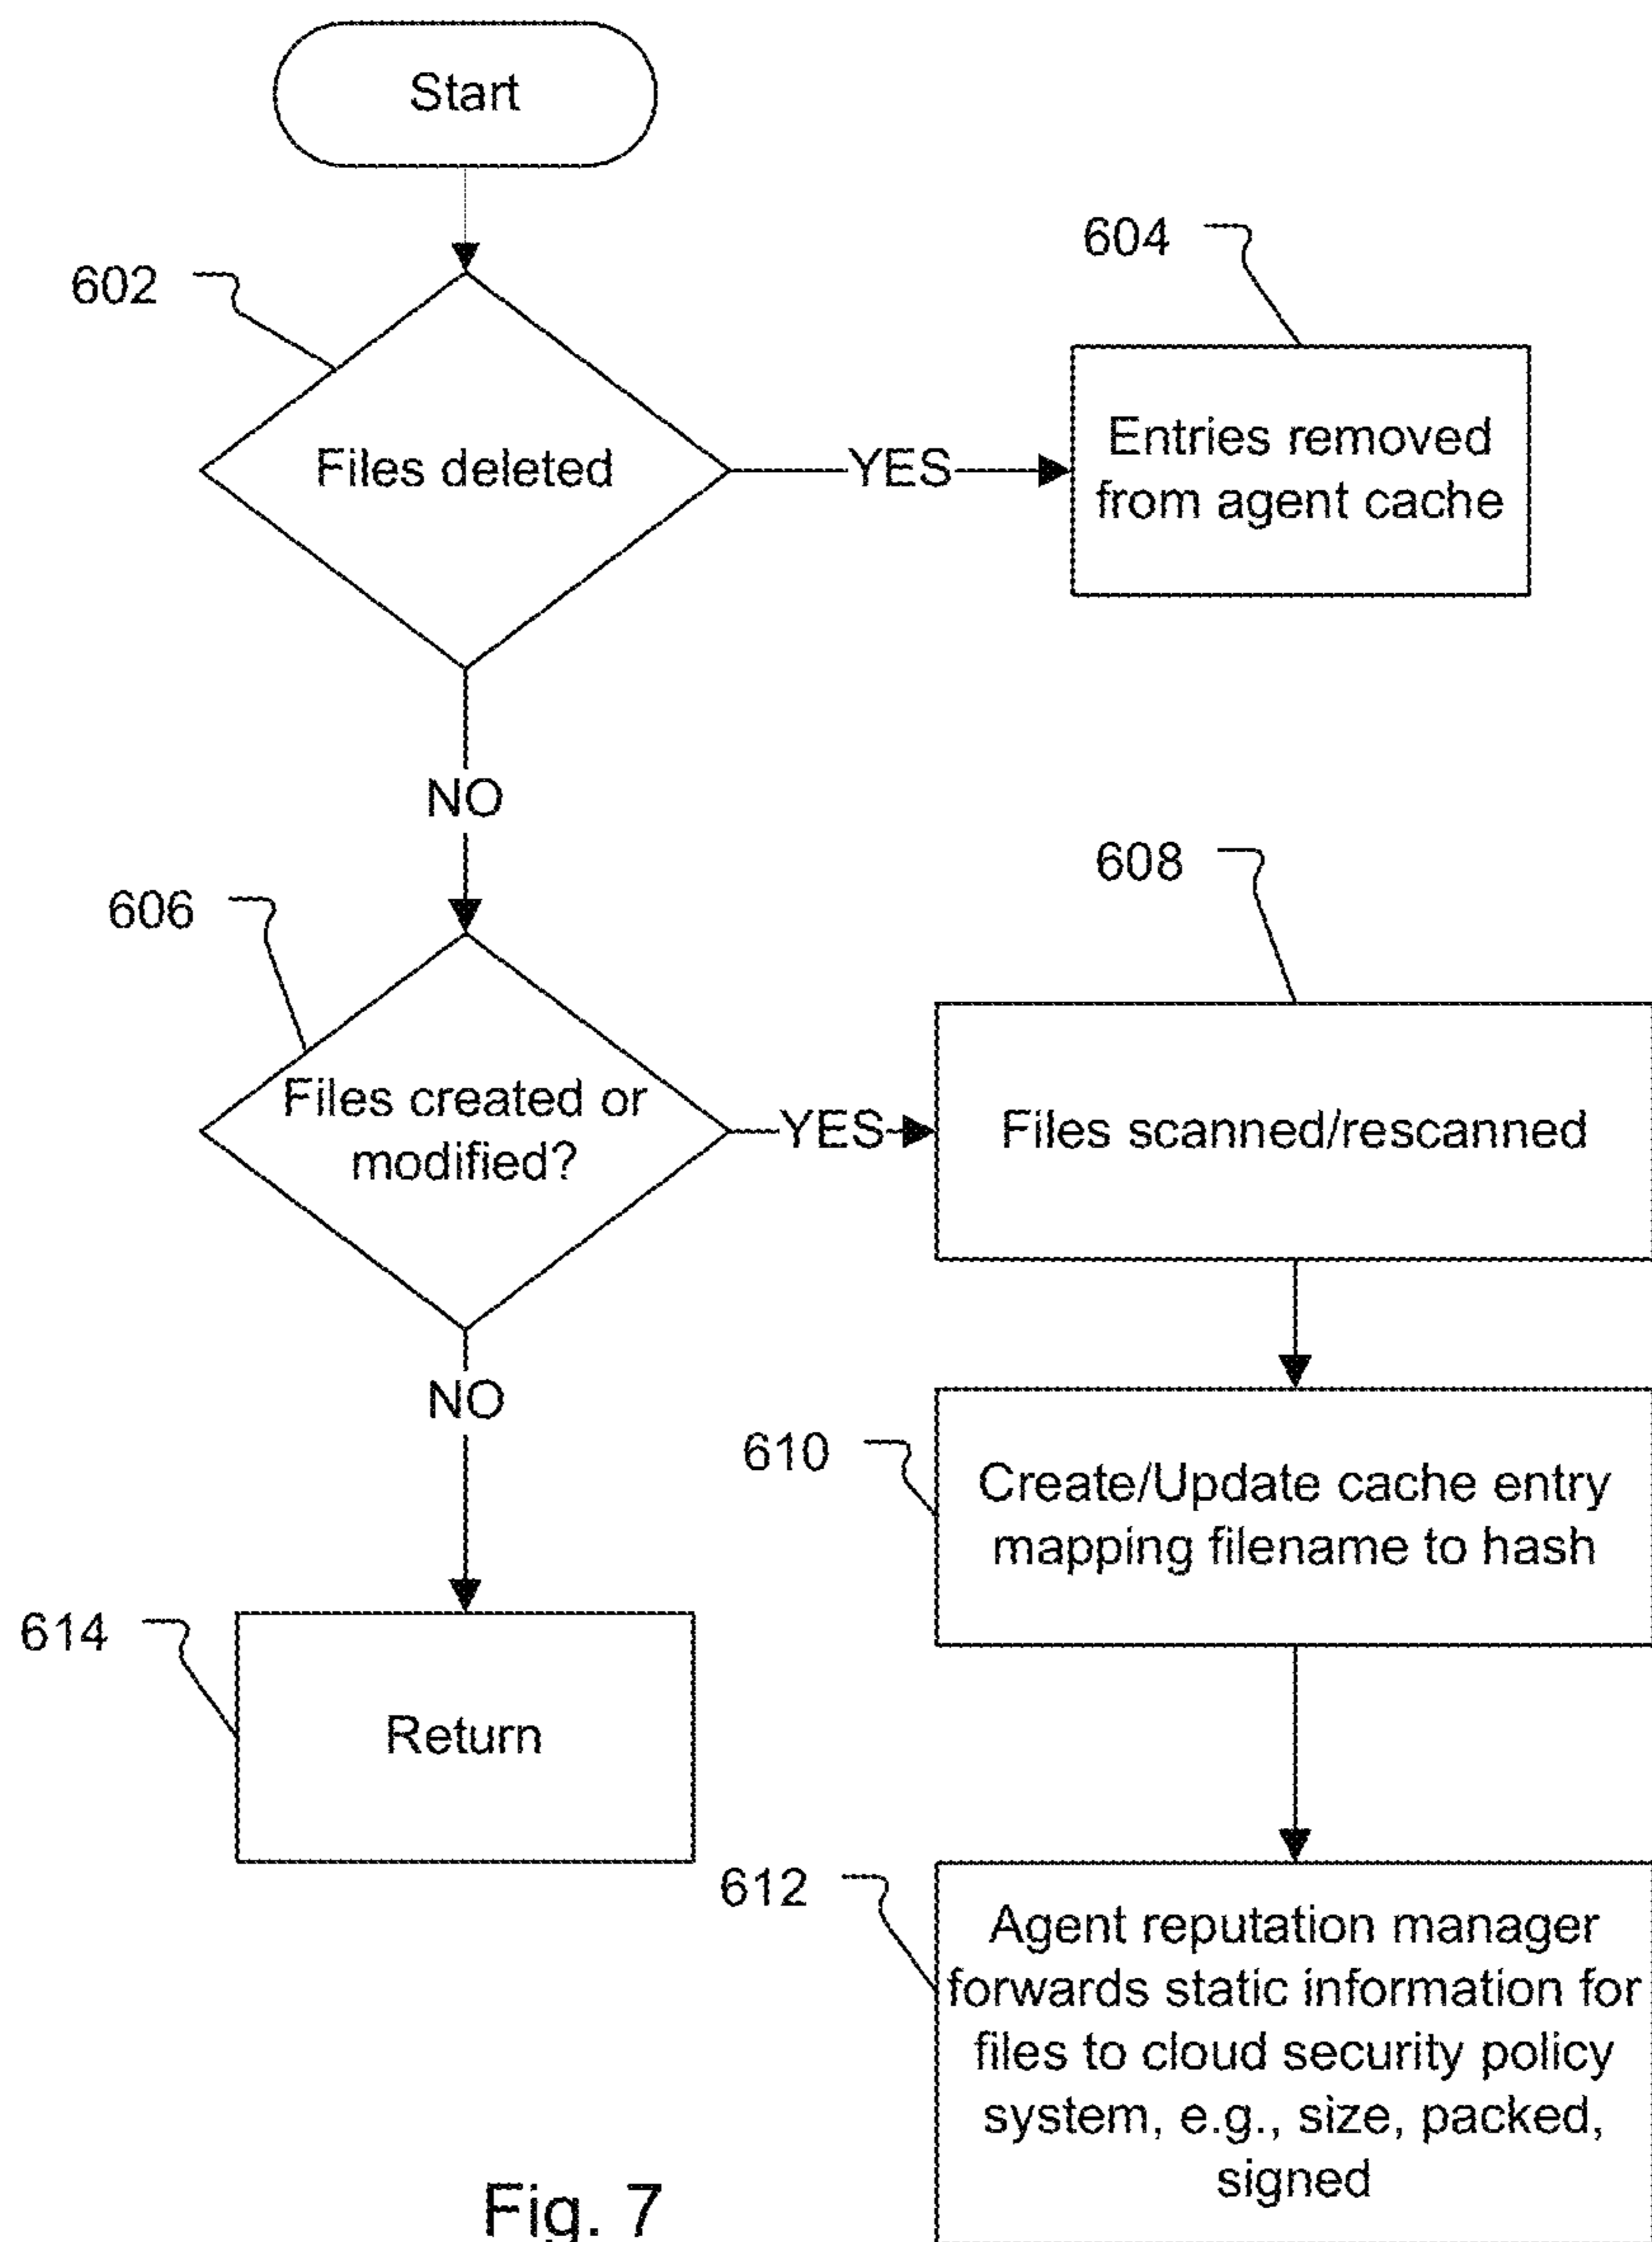 Start
602
604
Files deleted
YES
Entries removed
from agent cache
NO
606
608
Files created or
modified?
YES
Files scanned/rescanned
NO
610
Create/Update cache entry
mapping filename to hash
614
Return
612
Agent reputation manager
forwards static information for
files to cloud security policy
system, e.g., size, packed,
signed
Fig. 7